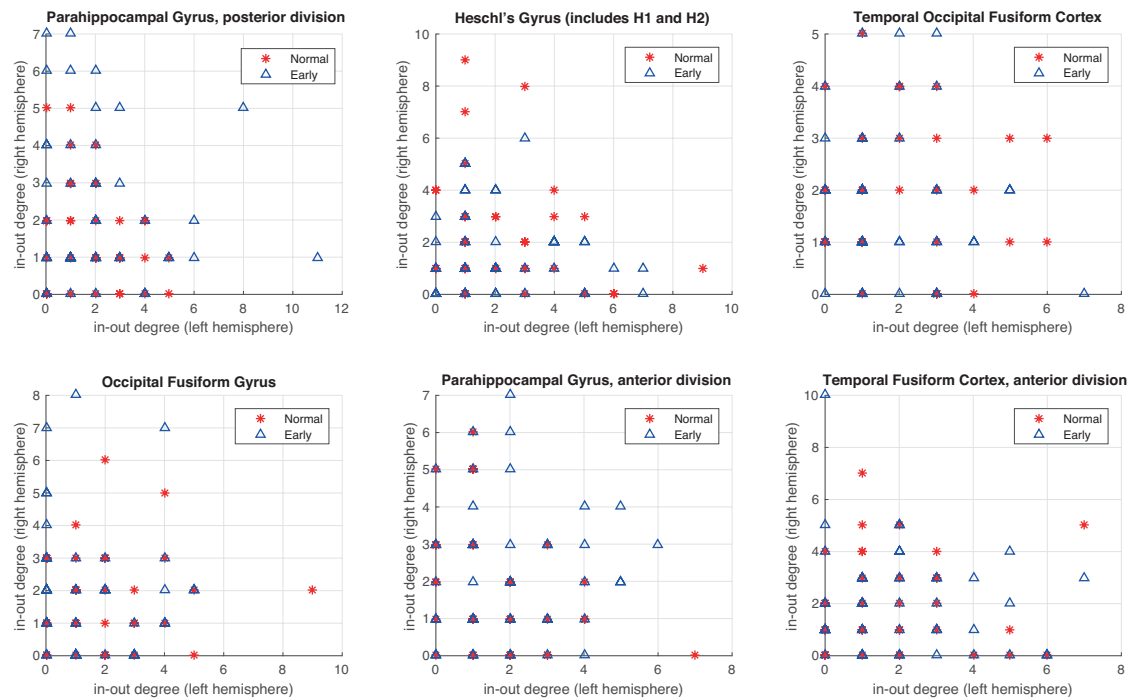 Parahippocampal Gyrus, posterior division
7
6
5
4
3
2
1
0
in-out degree (right hemisphere)
Normal
Early
0 2 4 6 8 10 12
in-out degree (left hemisphere)
Heschl's Gyrus (includes H1 and H2)
10
8
6
4
2
0
in-out degree (right hemisphere)
Normal
Early
0 2 4 6 8 10
in-out degree (left hemisphere)
Temporal Occipital Fusiform Cortex
5
4
3
2
1
0
in-out degree (right hemisphere)
Normal
Early
0 2 4 6 8
in-out degree (left hemisphere)
Occipital Fusiform Gyrus
8
7
6
5
4
3
2
1
0
in-out degree (right hemisphere)
Normal
Early
0 2 4 6 8 10
in-out degree (left hemisphere)
Parahippocampal Gyrus, anterior division
7
6
5
4
3
2
1
0
in-out degree (right hemisphere)
Normal
Early
0 2 4 6 8
in-out degree (left hemisphere)
Temporal Fusiform Cortex, anterior division
10
8
6
4
2
0
in-out degree (right hemisphere)
Normal
Early
0 2 4 6 8
in-out degree (left hemisphere)